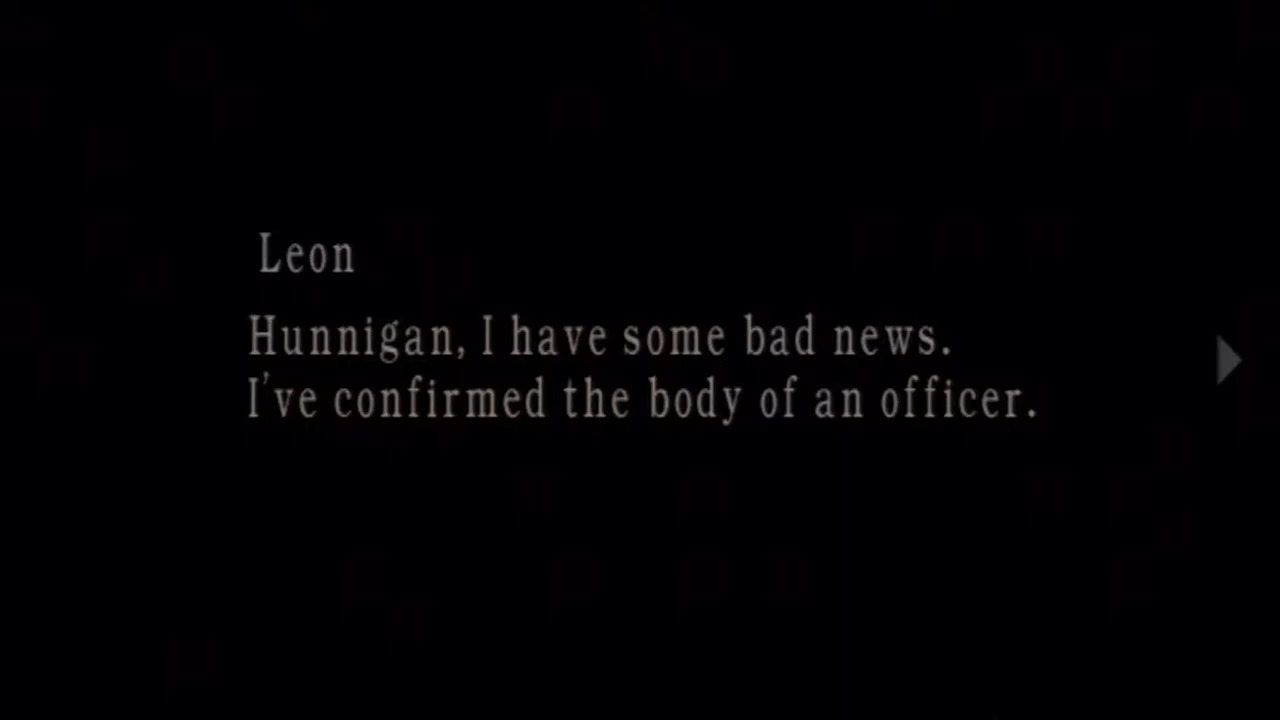 Leon
Hunnigan, I have some bad news.
I've confirmed the body of an officer.